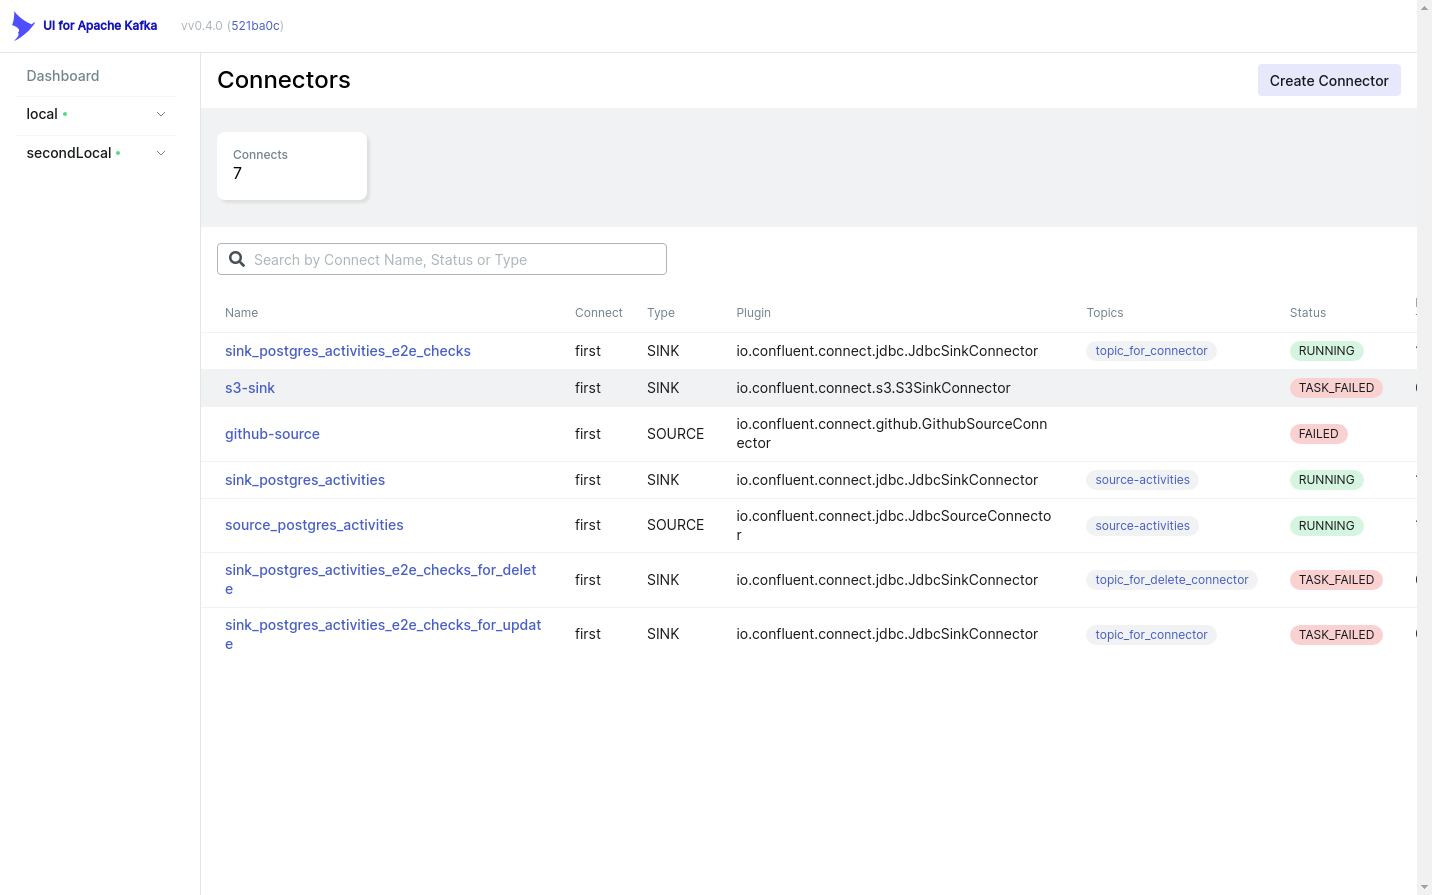 UI for Apache Kafka vv0.4.0 (521ba0c)
Dashboard
local
secondLocal
Connectors
Create Connector
Connects
7
Search by Connect Name, Status or Type
Name Connect Type Plugin Topics Status
sink_postgres_activities_e2e_checks first SINK io.confluent.connect.jdbc.JdbcSinkConnector topic_for_connector RUNNING
s3-sink first SINK io.confluent.connect.s3.S3SinkConnector TASK_FAILED
github-source first SOURCE io.confluent.connect.github.GithubSourceConn
ector FAILED
sink_postgres_activities first SINK io.confluent.connect.jdbc.JdbcSinkConnector source-activities RUNNING
source_postgres_activities first SOURCE io.confluent.connect.jdbc.JdbcSourceConnecto
r source-activities RUNNING
sink_postgres_activities_e2e_checks_for_delet
e first SINK io.confluent.connect.jdbc.JdbcSinkConnector topic_for_delete_connector TASK_FAILED
sink_postgres_activities_e2e_checks_for_updat
e first SINK io.confluent.connect.jdbc.JdbcSinkConnector topic_for_connector TASK_FAILED